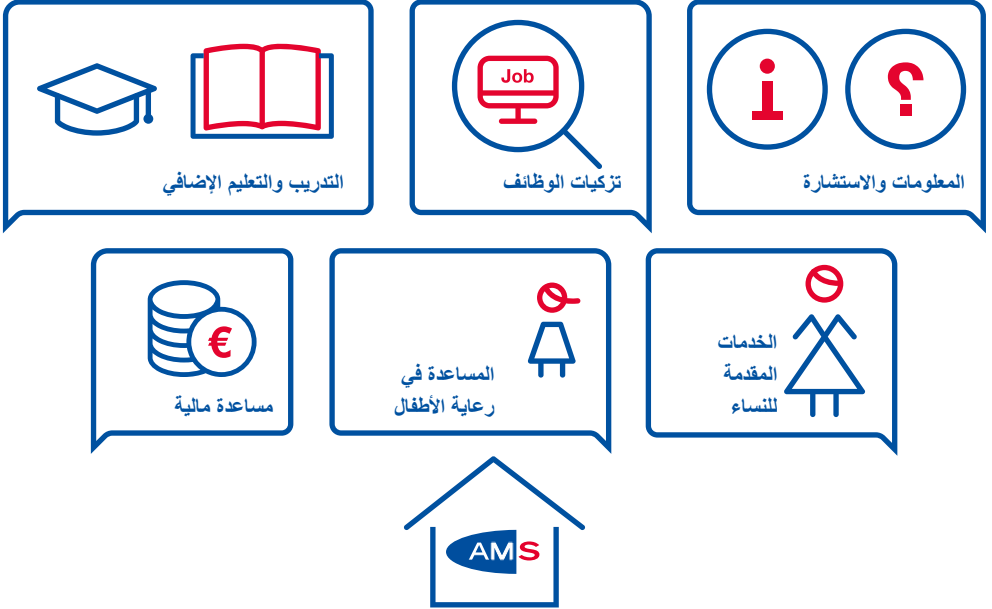 المعلومات والاستشارة
Job
تزكيات الوظائف
التدريب والتعليم الإضافي
الخدمات
المقدمة
للنساء
المساعدة في
رعاية الأطفال
€
مساعدة مالية
AMS